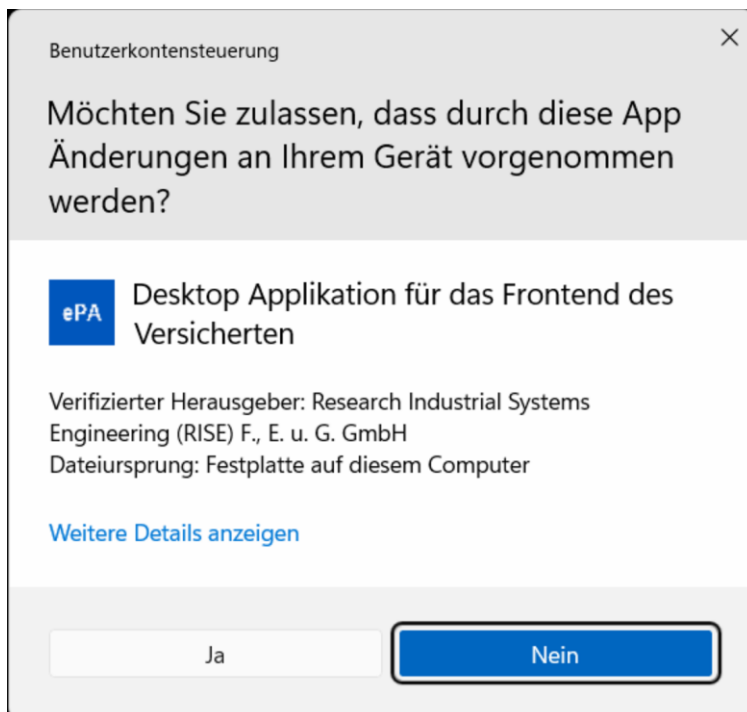 Benutzerkontensteuerung
Möchten Sie zulassen, dass durch diese App
Änderungen an Ihrem Gerät vorgenommen
werden?
ePA
Desktop Applikation für das Frontend des
Versicherten
Verifizierter Herausgeber: Research Industrial Systems
Engineering (RISE) F., E. u. G. GmbH
Dateiursprung: Festplatte auf diesem Computer
Weitere Details anzeigen
Ja
Nein